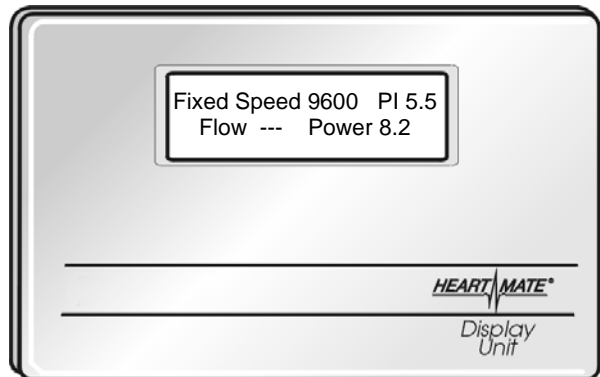 Fixed Speed 9600 PI 5.5
Flow --- Power 8.2
HEARTMATE®
Display
Unit